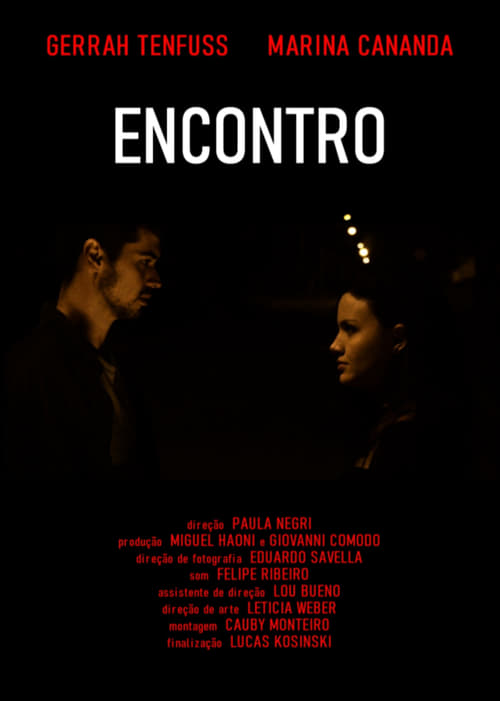 GERRAH TENFUSS MARINA CANANDA
ENCONTRO
direção PAULA NEGRI
produção MIGUEL HAONI e GIOVANNI COMODO
direção de fotografia EDUARDO SAVELLA
som FELIPE RIBEIRO
assistente de direção LOU BUENO
direção de arte LETICIA WEBER
montagem CAUBY MONTEIRO
finalização LUCAS KOSINSKI